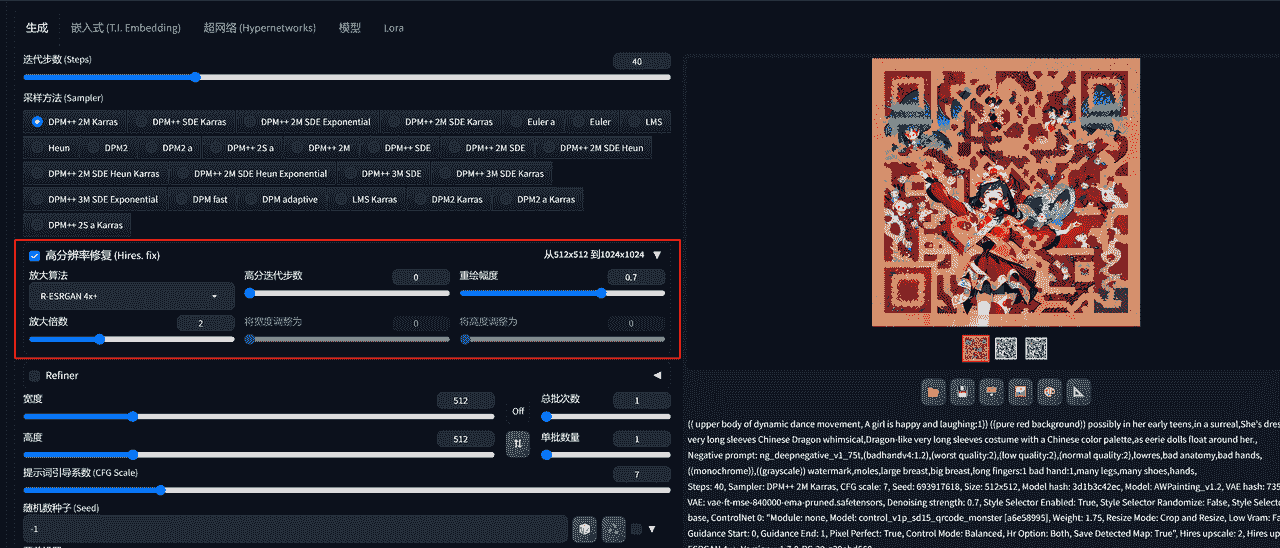 生成 嵌入式 (T.I. Embedding) 超网络 (Hypernetworks) 模型 Lora
迭代步数 (Steps) 40
采样方法 (Sampler)
DPM++ 2M Karras DPM++ SDE Karras DPM++ 2M SDE Exponential DPM++ 2M SDE Karras Euler a Euler LMS
Heun DPM2 DPM2 a DPM++ 2S a DPM++ 2M DPM++ SDE DPM++ 2M SDE DPM++ 2M SDE Heun
DPM++ 2M SDE Heun Karras DPM++ 2M SDE Heun Exponential DPM++ 3M SDE DPM++ 3M SDE Karras
DPM++ 3M SDE Exponential DPM fast DPM adaptive LMS Karras DPM2 Karras DPM2 a Karras
DPM++ 2S a Karras
高分辨率修复 (Hires. fix) 从512x512 到1024x1024
放大算法 高分迭代步数 0 重绘幅度 0.7
R-ESRGAN 4x+
放大倍数 2 将宽度调整为 0 将高度调整为 0
Refiner
宽度 512 总批次数 1
Off
高度 512 单批数量 1
提示词引导系数 (CFG Scale) 7
随机数种子 (Seed)
-1
(( upper body of dynamic dance movement, A girl is happy and laughing:1)) ((pure red background)) possibly in her early teens,in a surreal,She's dres
very long sleeves Chinese Dragon whimsical,Dragon-like very long sleeves costume with a Chinese color palette,as eerie dolls float around her.,
Negative prompt: ng_deepnegative_v1_75t,(badhandv4:1.2),(worst quality:2),(low quality:2),(normal quality:2),lowres,bad anatomy,bad hands,
((monochrome)),((grayscale)) watermark,moles,large breast,big breast,long fingers:1 bad hand:1,many legs,many shoes,hands,
Steps: 40, Sampler: DPM++ 2M Karras, CFG scale: 7, Seed: 693917618, Size: 512x512, Model hash: 3d1b3c42ec, Model: AWPainting_v1.2, VAE hash: 735
VAE: vae-ft-mse-840000-ema-pruned.safetensors, Denoising strength: 0.7, Style Selector Enabled: True, Style Selector Randomize: False, Style Selec
base, ControlNet 0: "Module: none, Model: control_v1p_sd15_qrcode_monster [a6e58995], Weight: 1.75, Resize Mode: Crop and Resize, Low Vram: Fa
Guidance Start: 0, Guidance End: 1, Pixel Perfect: True, Control Mode: Balanced, Hr Option: Both, Save Detected Map: True", Hires upscale: 2, Hires up